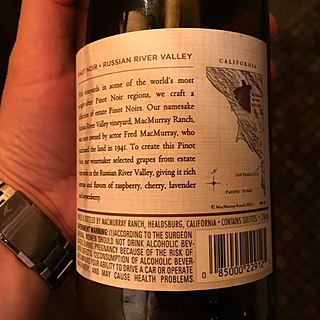 PINOT NOIR • RUSSIAN RIVER VALLEY
With vineyards in some of the world's most
sought-after Pinot Noir regions, we craft a
collection of estate Pinot Noirs. Our namesake
Russian River Valley vineyard, MacMurray Ranch,
was once owned by actor Fred MacMurray, who
purchased the land in 1941. To create this Pinot
Noir, our winemaker selected grapes from estate
vineyards in the Russian River Valley, giving it rich
aromas and flavors of raspberry, cherry, lavender
CALIFORNIA
SAN FRANCISCO
PACIFIC OCEAN
© MacMurray Ranch, 2013
& BOTTLED BY MACMURRAY RANCH, HEALDSBURG, CALIFORNIA • CONTAINS SULFITES •
GOVERNMENT WARNING: (1) ACCORDING TO THE SURGEON
GENERAL, WOMEN SHOULD NOT DRINK ALCOHOLIC BEV-
ERAGES DURING PREGNANCY BECAUSE OF THE RISK OF
BIRTH DEFECTS. (2) CONSUMPTION OF ALCOHOLIC BEVER-
AGES IMPAIRS YOUR ABILITY TO DRIVE A CAR OR OPERATE
MACHINERY, AND MAY CAUSE HEALTH PROBLEMS.
0 85000 22912